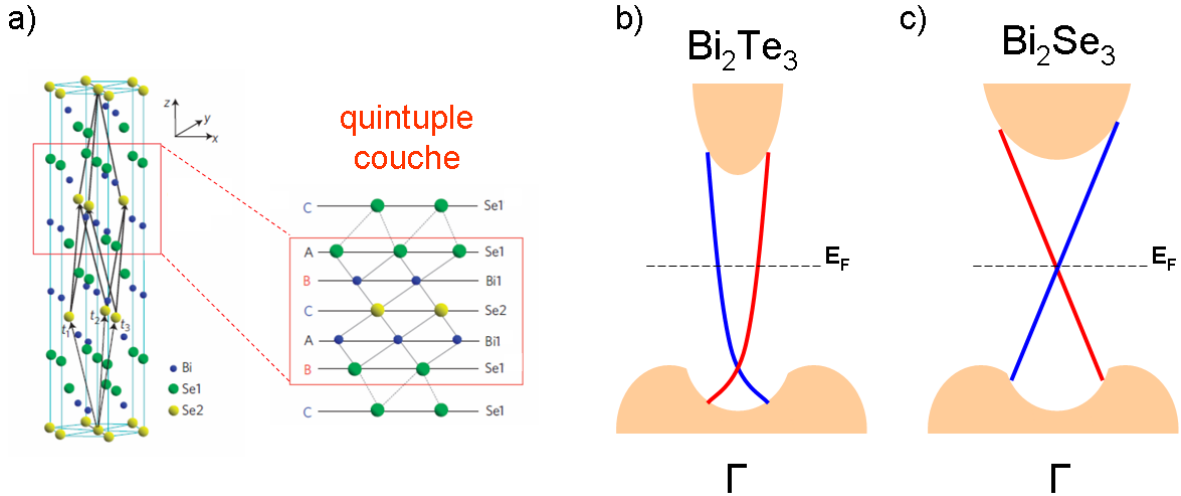 a)
z
y
x
t1
t2
t3
Bi
Se1
Se2
quintuple
couche
C Se1
A Se1
B Bi1
C Se2
A Bi1
B Se1
C Se1
b)
Bi2Te3
EF
Γ
c)
Bi2Se3
EF
Γ